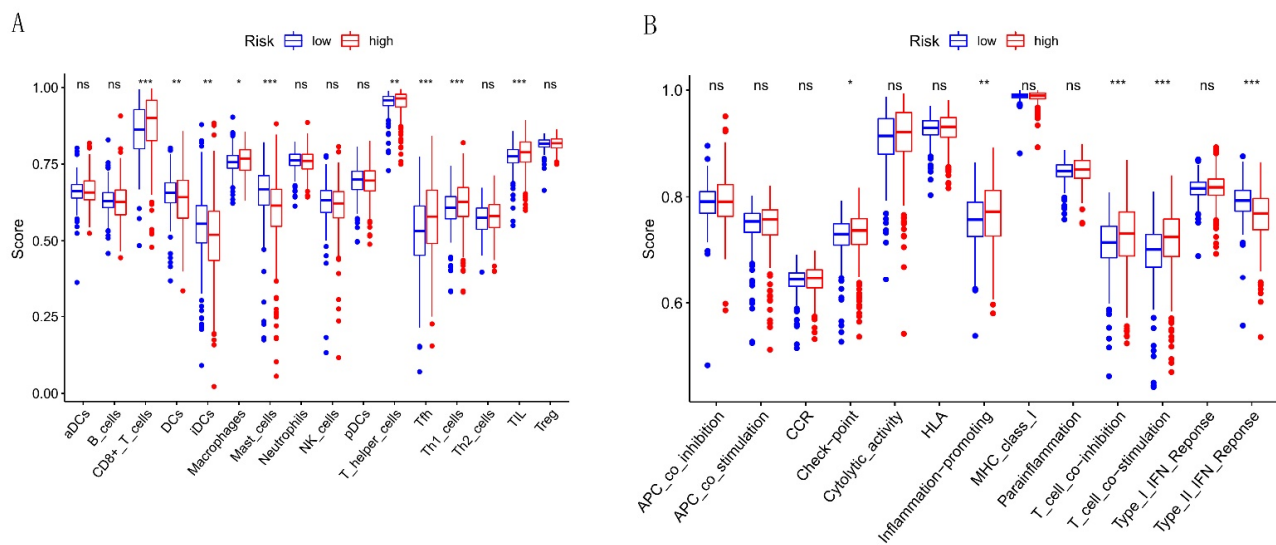 A
Risk low high
ns ns *** ** ** * *** ns ns ns ** *** *** ns *** ns
1.00
0.75
0.50
0.25
0.00
Score
aDCs
B_cells
CD8+_T_cells
DCs
iDCs
Macrophages
Mast_cells
Neutrophils
NK_cells
pDCs
T_helper_cells
Tfh
Th1_cells
Th2_cells
TIL
Treg
B
Risk low high
ns ns ns * ns ns ** ns ns *** *** ns ***
1.0
0.8
0.6
Score
APC_co_inhibition
APC_co_stimulation
CCR
Check-point
Cytolytic_activity
HLA
Inflammation-promoting
MHC_class_I
Parainflammation
T_cell_co-inhibition
T_cell_co-stimulation
Type_I_IFN_Reponse
Type_II_IFN_Reponse